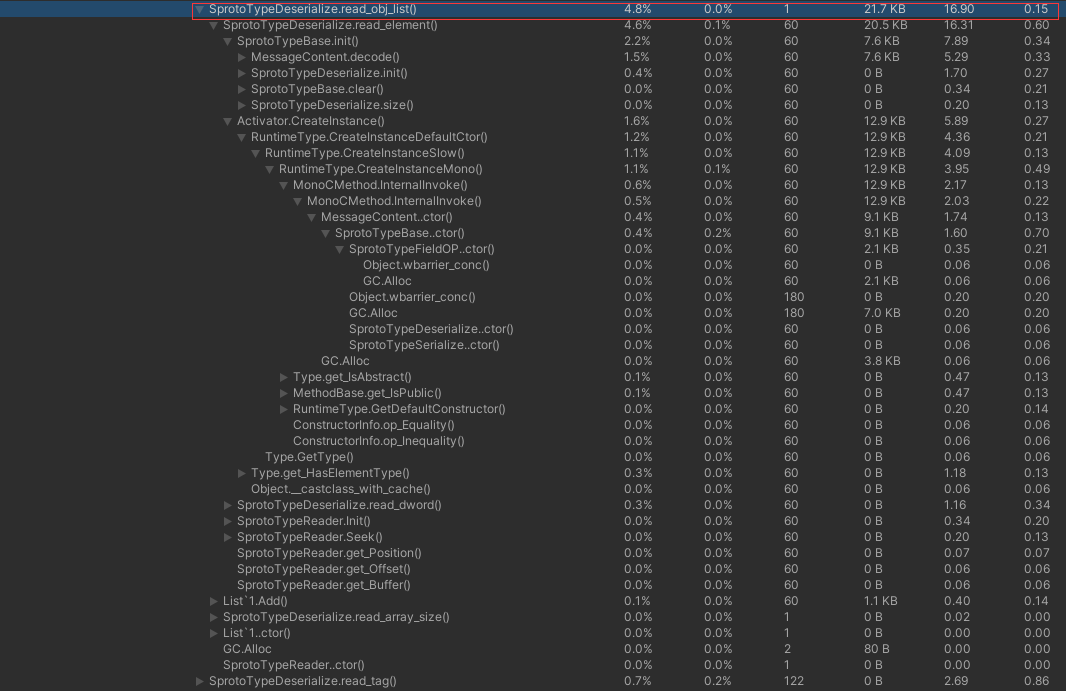 SprotoTypeDeserialize.read_obj_list() 4.8% 0.0% 1 21.7 KB 16.90 0.15
SprotoTypeDeserialize.read_element() 4.6% 0.1% 60 20.5 KB 16.31 0.60
SprotoTypeBase.init() 2.2% 0.0% 60 7.6 KB 7.89 0.34
MessageContent.decode() 1.5% 0.0% 60 7.6 KB 5.29 0.33
SprotoTypeDeserialize.init() 0.4% 0.0% 60 0 B 1.70 0.27
SprotoTypeBase.clear() 0.0% 0.0% 60 0 B 0.34 0.21
SprotoTypeDeserialize.size() 0.0% 0.0% 60 0 B 0.20 0.13
Activator.CreateInstance() 1.6% 0.0% 60 12.9 KB 5.89 0.27
RuntimeType.CreateInstanceDefaultCtor() 1.2% 0.0% 60 12.9 KB 4.36 0.21
RuntimeType.CreateInstanceSlow() 1.1% 0.0% 60 12.9 KB 4.09 0.13
RuntimeType.CreateInstanceMono() 1.1% 0.1% 60 12.9 KB 3.95 0.49
MonoCMethod.InternalInvoke() 0.6% 0.0% 60 12.9 KB 2.17 0.13
MonoCMethod.InternalInvoke() 0.5% 0.0% 60 12.9 KB 2.03 0.22
MessageContent..ctor() 0.4% 0.0% 60 9.1 KB 1.74 0.13
SprotoTypeBase..ctor() 0.4% 0.2% 60 9.1 KB 1.60 0.70
SprotoTypeFieldOP..ctor() 0.0% 0.0% 60 2.1 KB 0.35 0.21
Object.wbarrier_conc() 0.0% 0.0% 60 0 B 0.06 0.06
GC.Alloc 0.0% 0.0% 60 2.1 KB 0.06 0.06
Object.wbarrier_conc() 0.0% 0.0% 180 0 B 0.20 0.20
GC.Alloc 0.0% 0.0% 180 7.0 KB 0.20 0.20
SprotoTypeDeserialize..ctor() 0.0% 0.0% 60 0 B 0.06 0.06
SprotoTypeSerialize..ctor() 0.0% 0.0% 60 0 B 0.06 0.06
GC.Alloc 0.0% 0.0% 60 3.8 KB 0.06 0.06
Type.get_IsAbstract() 0.1% 0.0% 60 0 B 0.47 0.13
MethodBase.get_IsPublic() 0.1% 0.0% 60 0 B 0.47 0.13
RuntimeType.GetDefaultConstructor() 0.0% 0.0% 60 0 B 0.20 0.14
ConstructorInfo.op_Equality() 0.0% 0.0% 60 0 B 0.06 0.06
ConstructorInfo.op_Inequality() 0.0% 0.0% 60 0 B 0.06 0.06
Type.GetType() 0.0% 0.0% 60 0 B 0.06 0.06
Type.get_HasElementType() 0.3% 0.0% 60 0 B 1.18 0.13
Object.__castclass_with_cache() 0.0% 0.0% 60 0 B 0.06 0.06
SprotoTypeDeserialize.read_dword() 0.3% 0.0% 60 0 B 1.16 0.34
SprotoTypeReader.Init() 0.0% 0.0% 60 0 B 0.34 0.20
SprotoTypeReader.Seek() 0.0% 0.0% 60 0 B 0.20 0.13
SprotoTypeReader.get_Position() 0.0% 0.0% 60 0 B 0.07 0.07
SprotoTypeReader.get_Offset() 0.0% 0.0% 60 0 B 0.06 0.06
SprotoTypeReader.get_Buffer() 0.0% 0.0% 60 0 B 0.06 0.06
List`1.Add() 0.1% 0.0% 60 1.1 KB 0.40 0.14
SprotoTypeDeserialize.read_array_size() 0.0% 0.0% 1 0 B 0.02 0.00
List`1..ctor() 0.0% 0.0% 1 0 B 0.00 0.00
GC.Alloc 0.0% 0.0% 2 80 B 0.00 0.00
SprotoTypeReader..ctor() 0.0% 0.0% 1 0 B 0.00 0.00
SprotoTypeDeserialize.read_tag() 0.7% 0.2% 122 0 B 2.69 0.86